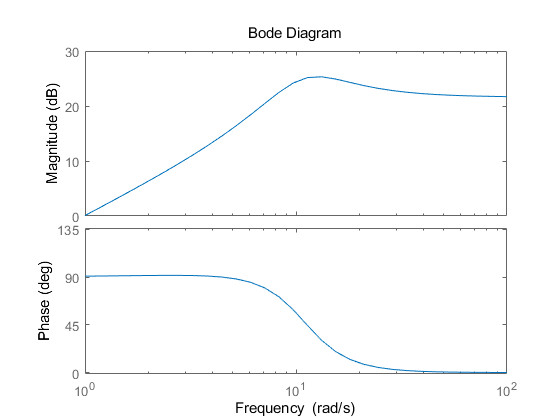 Bode Diagram
Magnitude (dB)
30
20
10
0
Phase (deg)
135
90
45
0
10^0
10^1
10^2
Frequency (rad/s)